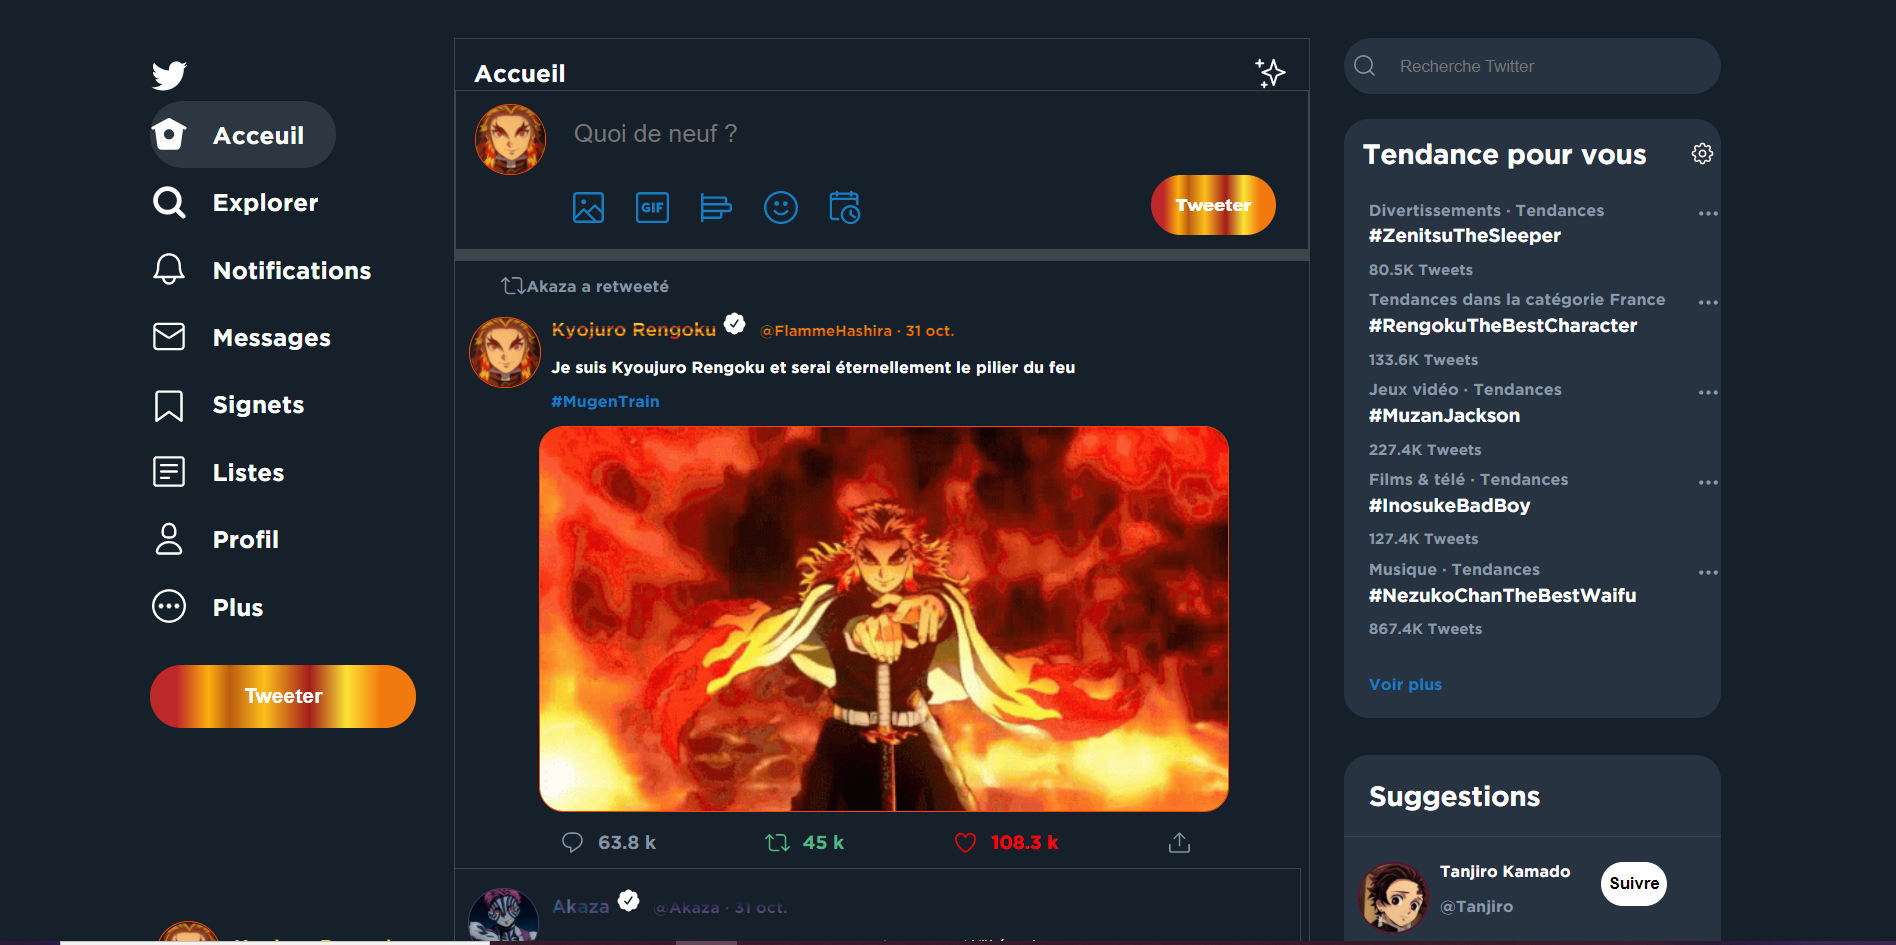 Acceuil
Explorer
Notifications
Messages
Signets
Listes
Profil
Plus
Tweeter
Accueil
Quoi de neuf ?
GIF
Tweeter
Akaza a retweeté
Kyojuro Rengoku @FlammeHashira · 31 oct.
Je suis Kyoujuro Rengoku et serai éternellement le pilier du feu
#MugenTrain
63.8 k 45 k 108.3 k
Akaza @Akaza · 31 oct.
Recherche Twitter
Tendance pour vous
Divertissements · Tendances
#ZenitsuTheSleeper
80.5K Tweets
Tendances dans la catégorie France
#RengokuTheBestCharacter
133.6K Tweets
Jeux vidéo · Tendances
#MuzanJackson
227.4K Tweets
Films & télé · Tendances
#InosukeBadBoy
127.4K Tweets
Musique · Tendances
#NezukoChanTheBestWaifu
867.4K Tweets
Voir plus
Suggestions
Tanjiro Kamado
@Tanjiro
Suivre